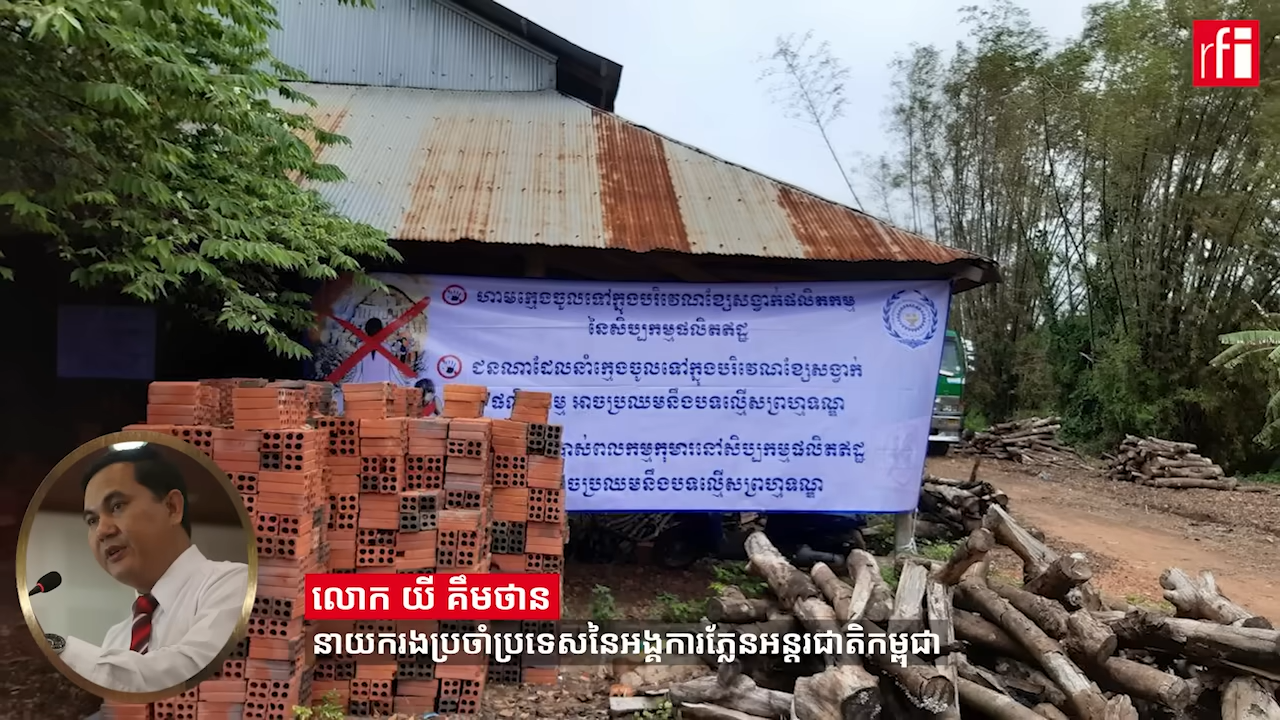 rfi
ហាមក្មេងចូលទៅក្នុងបរិវេណខ្សែសង្វាក់ផលិតកម្ម
នៃសិប្បកម្មផលិតឥដ្ឋ
ជនណាដែលនាំក្មេងចូលទៅក្នុងបរិវេណខ្សែសង្វាក់
អាចប្រឈមនឹងបទល្មើសព្រហ្មទណ្ឌ
ពលកម្មកុមារនៅសិប្បកម្មផលិតឥដ្ឋ
ប្រឈមនឹងបទល្មើសព្រហ្មទណ្ឌ
លោក យី គឹមថាន
នាយករងប្រចាំប្រទេសនៃអង្គការភ្លែនអន្តរជាតិកម្ពុជា